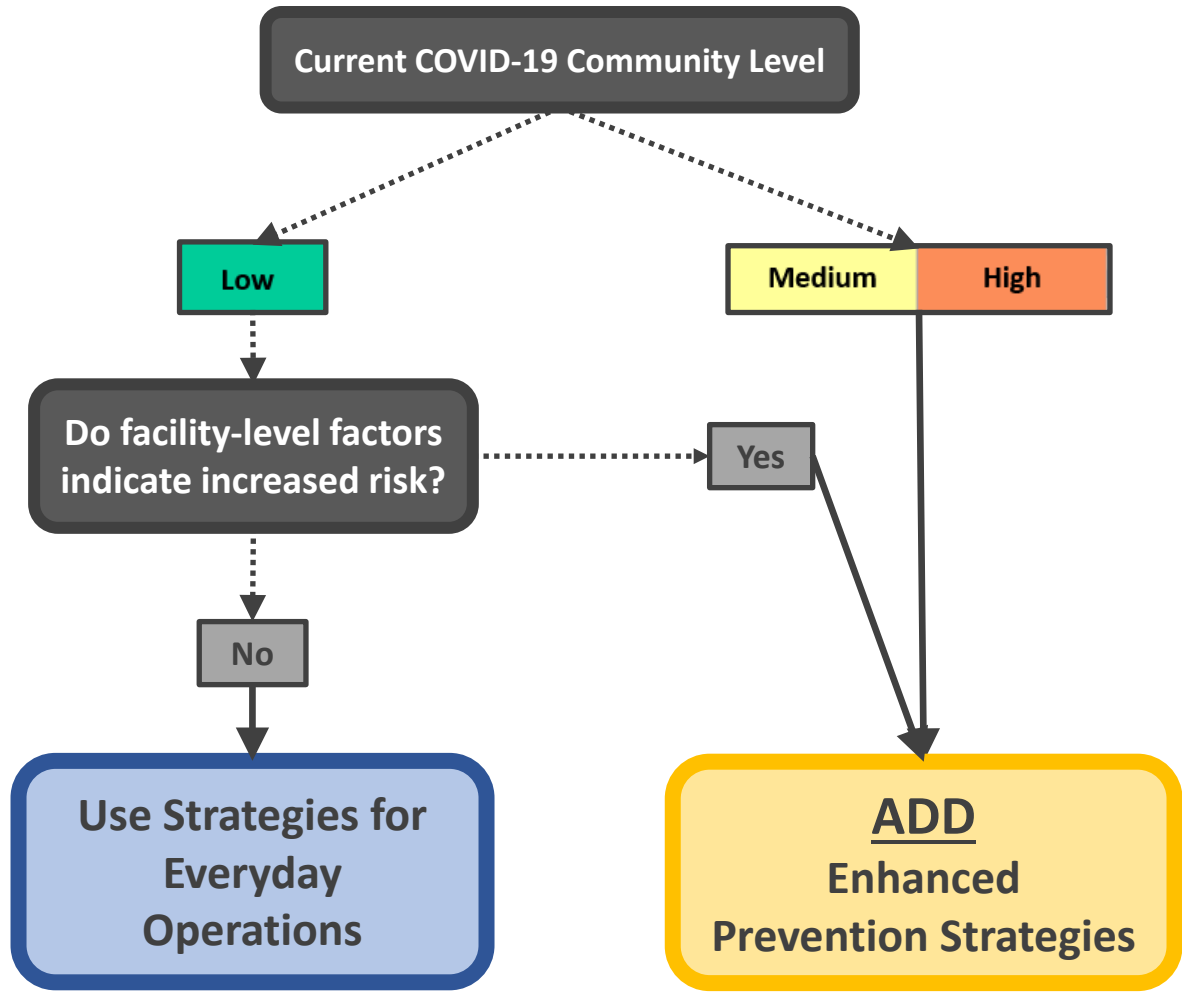 Current COVID-19 Community Level
Low
Medium
High
Do facility-level factors
indicate increased risk?
Yes
No
Use Strategies for
Everyday
Operations
ADD
Enhanced
Prevention Strategies